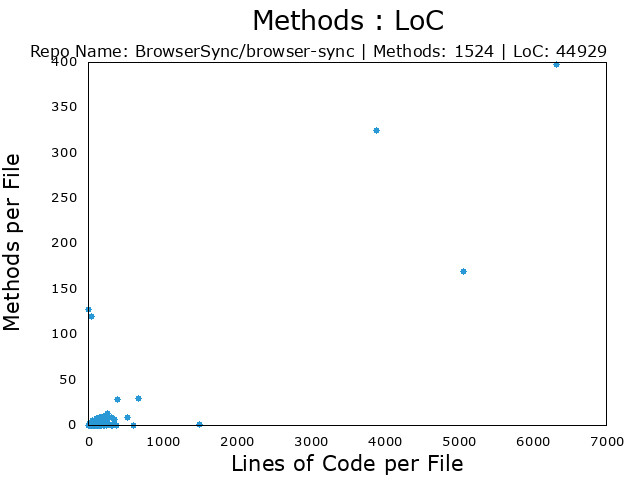 Methods : LoC
Repo Name: BrowserSync/browser-sync | Methods: 1524 | LoC: 44929
400
350
300
250
200
150
100
50
0
Methods per File
0 1000 2000 3000 4000 5000 6000 7000
Lines of Code per File